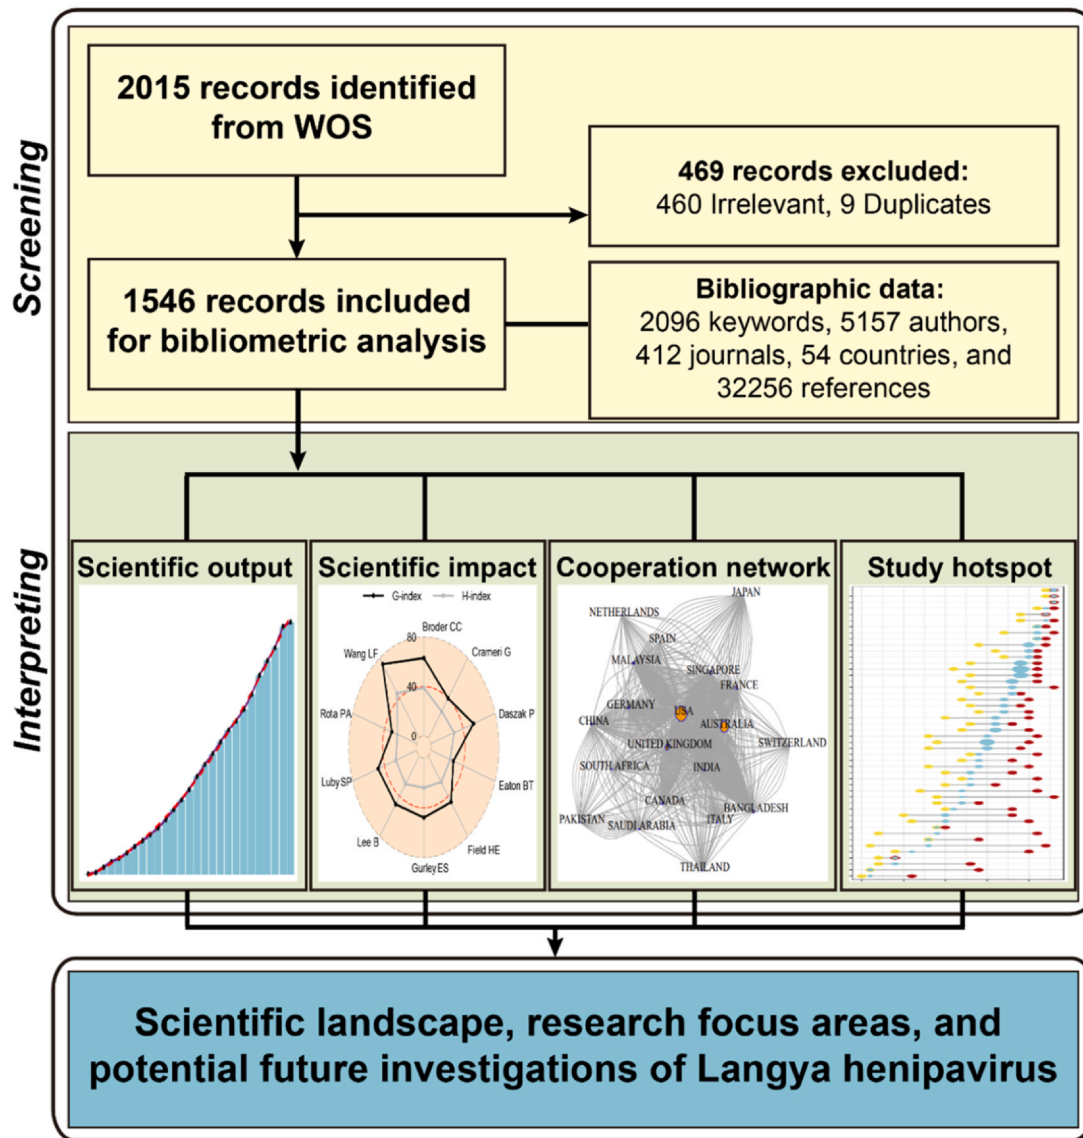 Screening
2015 records identified
from WOS
469 records excluded:
460 Irrelevant, 9 Duplicates
1546 records included
for bibliometric analysis
Bibliographic data:
2096 keywords, 5157 authors,
412 journals, 54 countries, and
32256 references
Interpreting
Scientific output
Scientific impact
G-index H-index
80
40
0
Broder CC
Crameri G
Daszak P
Eaton BT
Field HE
Gurley ES
Lee B
Luby SP
Rota PA
Wang LF
Cooperation network
JAPAN
NETHERLANDS
SPAIN
MALAYSIA
SINGAPORE
FRANCE
GERMANY
USA
CHINA
AUSTRALIA
UNITED KINGDOM
SWITZERLAND
SOUTH AFRICA
INDIA
CANADA
BANGLADESH
PAKISTAN
SAUDI ARABIA
ITALY
THAILAND
Study hotspot
Scientific landscape, research focus areas, and
potential future investigations of Langya henipavirus